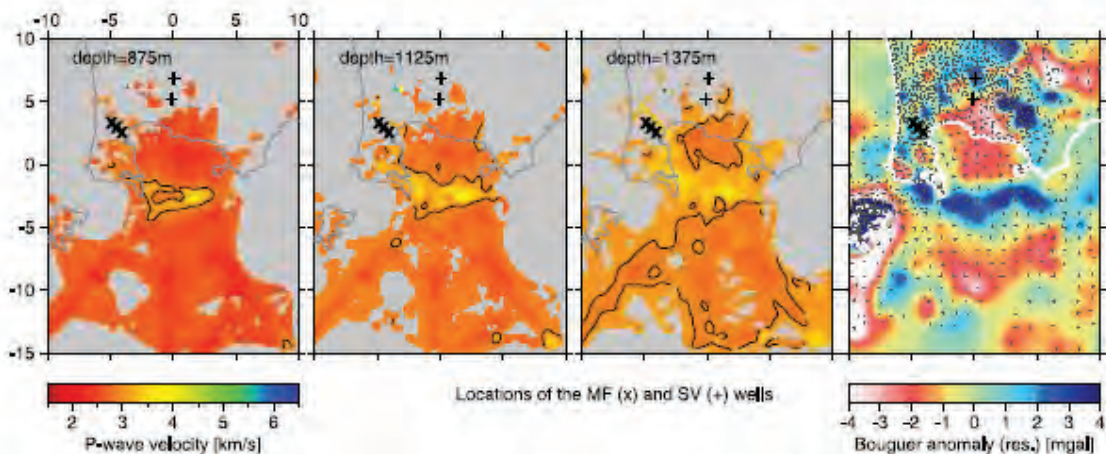 -10 -5 0 5 10
10 5 0 -5 -10 -15
depth=875m
depth=1125m
depth=1375m
2 3 4 5 6
P-wave velocity [km/s]
Locations of the MF (x) and SV (+) wells
-4 -3 -2 -1 0 1 2 3 4
Bouguer anomaly (res.) [mgal]